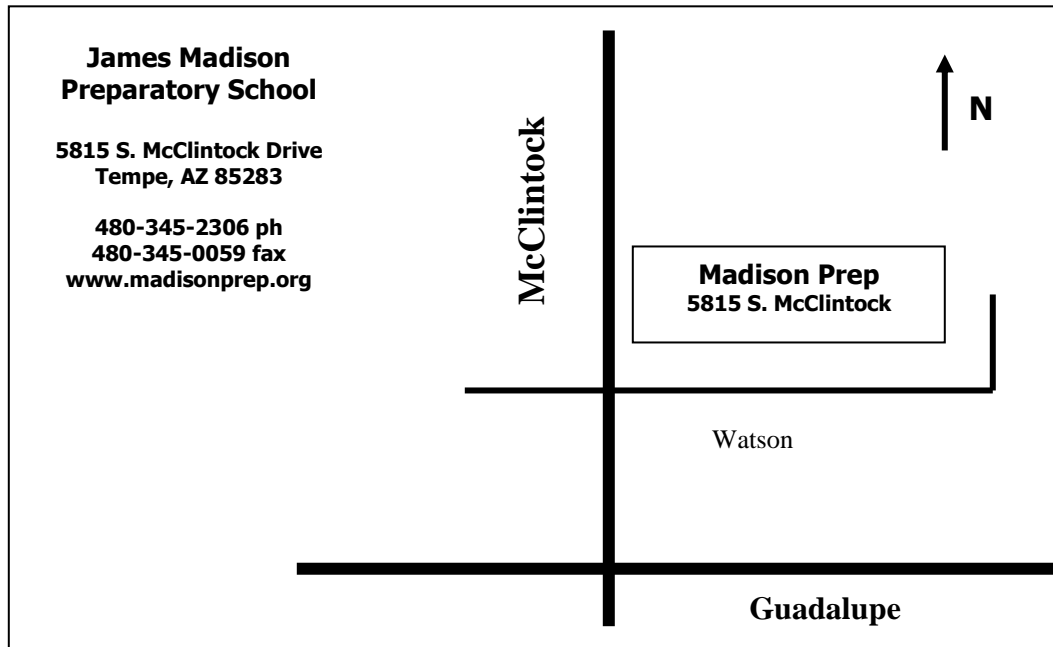 James Madison
Preparatory School
5815 S. McClintock Drive
Tempe, AZ 85283
480-345-2306 ph
480-345-0059 fax
www.madisonprep.org
McClintock
N
Madison Prep
5815 S. McClintock
Watson
Guadalupe